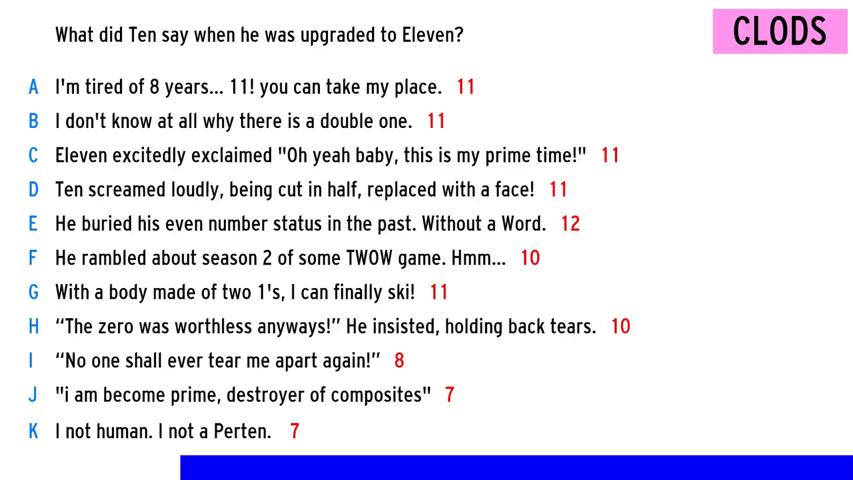 What did Ten say when he was upgraded to Eleven?
CLODS
A I'm tired of 8 years... 11! you can take my place. 11
B I don't know at all why there is a double one. 11
C Eleven excitedly exclaimed "Oh yeah baby, this is my prime time!" 11
D Ten screamed loudly, being cut in half, replaced with a face! 11
E He buried his even number status in the past. Without a Word. 12
F He rambled about season 2 of some TWOW game. Hmm... 10
G With a body made of two 1's, I can finally ski! 11
H “The zero was worthless anyways!” He insisted, holding back tears. 10
I “No one shall ever tear me apart again!” 8
J "i am become prime, destroyer of composites" 7
K I not human. I not a Perten. 7